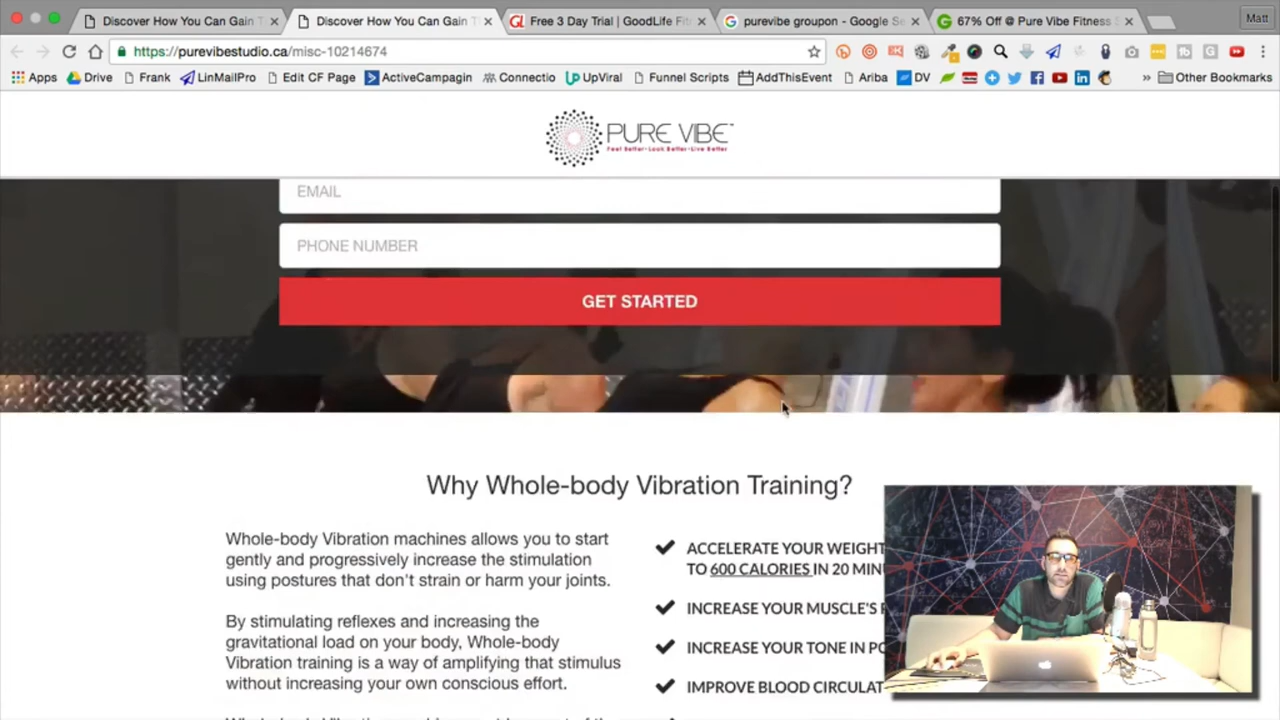 Discover How You Can Gain T
Discover How You Can Gain T
Free 3 Day Trial | GoodLife Fit
purevibe groupon - Google Se
67% Off @ Pure Vibe Fitness S
Matt
https://purevibestudio.ca/misc-10214674
Apps
Drive
Frank
LinMailPro
Edit CF Page
ActiveCampagin
Connectio
UpViral
Funnel Scripts
AddThisEvent
Ariba
DV
» Other Bookmarks
PURE VIBE™
Feel Better • Look Better • Live Better
EMAIL
PHONE NUMBER
GET STARTED
Why Whole-body Vibration Training?
Whole-body Vibration machines allows you to start
gently and progressively increase the stimulation
using postures that don't strain or harm your joints.
By stimulating reflexes and increasing the
gravitational load on your body, Whole-body
Vibration training is a way of amplifying that stimulus
without increasing your own conscious effort.
ACCELERATE YOUR WEIGHT
TO 600 CALORIES IN 20 MIN
INCREASE YOUR MUSCLE'S
INCREASE YOUR TONE IN PO
IMPROVE BLOOD CIRCULAT